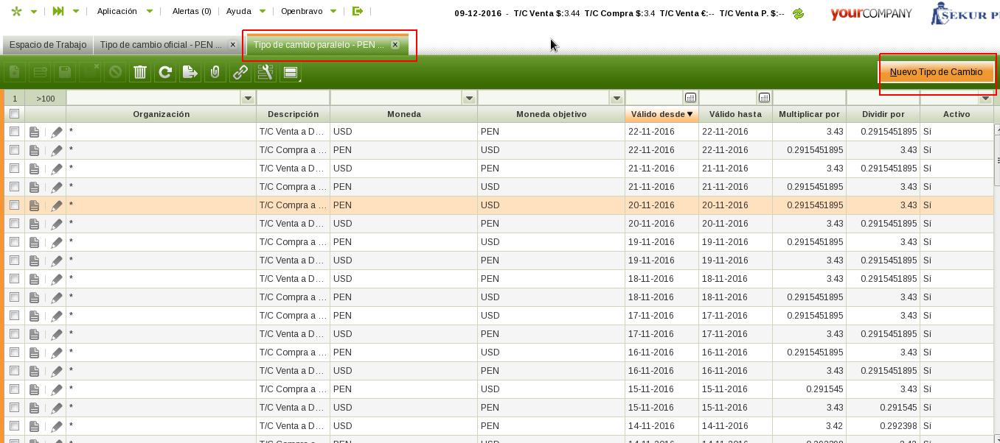 Aplicación Alertas (0) Ayuda Openbravo 09-12-2016 - T/C Venta $:3.44 T/C Compra $:3.4 T/C Venta €:-- T/C Venta P. $:-- yourCOMPANY SEKUR P
Espacio de Trabajo Tipo de cambio oficial - PEN ... x Tipo de cambio paralelo - PEN ... x
Nuevo Tipo de Cambio
1 >100
Organización Descripción Moneda Moneda objetivo Válido desde Válido hasta Multiplicar por Dividir por Activo
* T/C Venta a D... USD PEN 22-11-2016 22-11-2016 3.43 0.2915451895 Sí
* T/C Compra a ... PEN USD 22-11-2016 22-11-2016 0.2915451895 3.43 Sí
* T/C Venta a D... USD PEN 21-11-2016 21-11-2016 3.43 0.2915451895 Sí
* T/C Compra a ... PEN USD 21-11-2016 21-11-2016 0.2915451895 3.43 Sí
* T/C Compra a ... PEN USD 20-11-2016 20-11-2016 0.2915451895 3.43 Sí
* T/C Venta a D... USD PEN 20-11-2016 20-11-2016 3.43 0.2915451895 Sí
* T/C Compra a ... PEN USD 19-11-2016 19-11-2016 0.2915451895 3.43 Sí
* T/C Venta a D... USD PEN 19-11-2016 19-11-2016 3.43 0.2915451895 Sí
* T/C Venta a D... USD PEN 18-11-2016 18-11-2016 3.43 0.2915451895 Sí
* T/C Compra a ... PEN USD 18-11-2016 18-11-2016 0.2915451895 3.43 Sí
* T/C Compra a ... PEN USD 17-11-2016 17-11-2016 0.2915451895 3.43 Sí
* T/C Venta a D... USD PEN 17-11-2016 17-11-2016 3.43 0.2915451895 Sí
* T/C Compra a ... PEN USD 16-11-2016 16-11-2016 0.2915451895 3.43 Sí
* T/C Venta a D... USD PEN 16-11-2016 16-11-2016 3.43 0.2915451895 Sí
* T/C Compra a ... PEN USD 15-11-2016 15-11-2016 0.291545 3.43 Sí
* T/C Venta a D... USD PEN 15-11-2016 15-11-2016 3.43 0.291545 Sí
* T/C Venta a D... USD PEN 14-11-2016 14-11-2016 3.42 0.292398 Sí